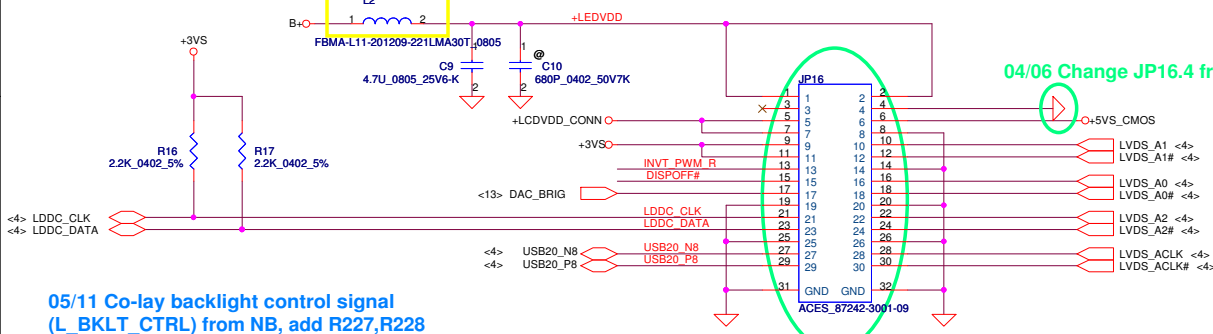 L2
B+ 1 2 +LEDVDD
FBMA-L11-201209-221LMA30T_0805
+3VS
1 1 @
C9 C10
4.7U_0805_25V6-K 680P_0402_50V7K
2 2
04/06 Change JP16.4 fr
JP16
1 1 2 2
3 3 4 4
+LCDVDD_CONN 5 5 6 6 +5VS_CMOS
7 7 8 8
+3VS 9 9 10 10 LVDS_A1 <4>
11 11 12 12 LVDS_A1# <4>
INVT_PWM_R 13 13 14 14
DISPOFF# 15 15 16 16 LVDS_A0 <4>
<13> DAC_BRIG 17 17 18 18 LVDS_A0# <4>
19 19 20 20
<4> LDDC_CLK LDDC_CLK 21 21 22 22 LVDS_A2 <4>
<4> LDDC_DATA LDDC_DATA 23 23 24 24 LVDS_A2# <4>
25 25 26 26
<4> USB20_N8 USB20_N8 27 27 28 28 LVDS_ACLK <4>
<4> USB20_P8 USB20_P8 29 29 30 30 LVDS_ACLK# <4>
31 GND GND 32
ACES_87242-3001-09
R16
2.2K_0402_5%
R17
2.2K_0402_5%
05/11 Co-lay backlight control signal
(L_BKLT_CTRL) from NB, add R227,R228